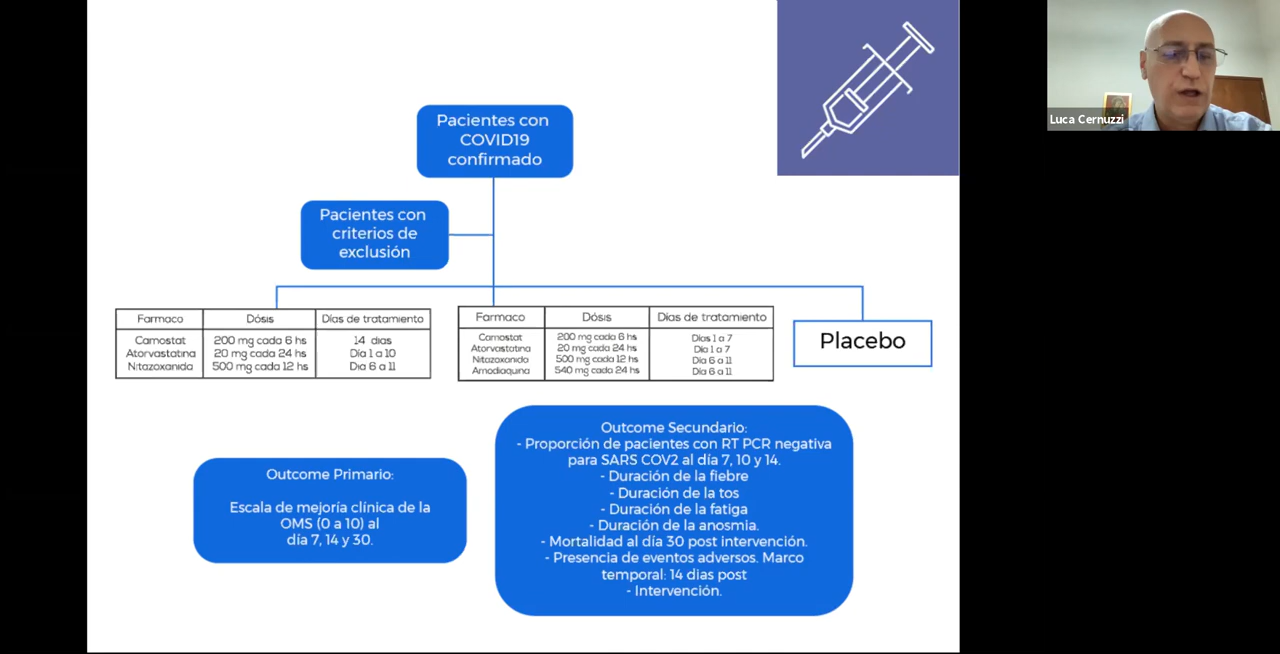 Pacientes con
COVID19
confirmado
Luca Cernuzzi
Pacientes con
criterios de
exclusión
Farmaco Dósis Días de tratamiento
Camostat 200 mg cada 6 hs 14 dias
Atorvastatina 20 mg cada 24 hs Día 1 a 10
Nitazoxanida 500 mg cada 12 hs Dia 6 a 11
Farmaco Dósis Días de tratamiento
Camostat 200 mg cada 6 hs Días 1 a 7
Atorvastatina 20 mg cada 24 hs Día 1 a 7
Nitazoxanida 500 mg cada 12 hs Día 6 a 11
Amodiaquina 540 mg cada 24 hs Día 6 a 11
Placebo
Outcome Primario:
Escala de mejoría clínica de la
OMS (0 a 10) al
día 7, 14 y 30.
Outcome Secundario:
- Proporción de pacientes con RT PCR negativa
para SARS COV2 al día 7, 10 y 14.
- Duración de la fiebre
- Duración de la tos
- Duración de la fatiga
- Duración de la anosmia.
- Mortalidad al día 30 post intervención.
- Presencia de eventos adversos. Marco
temporal: 14 dias post
- Intervención.